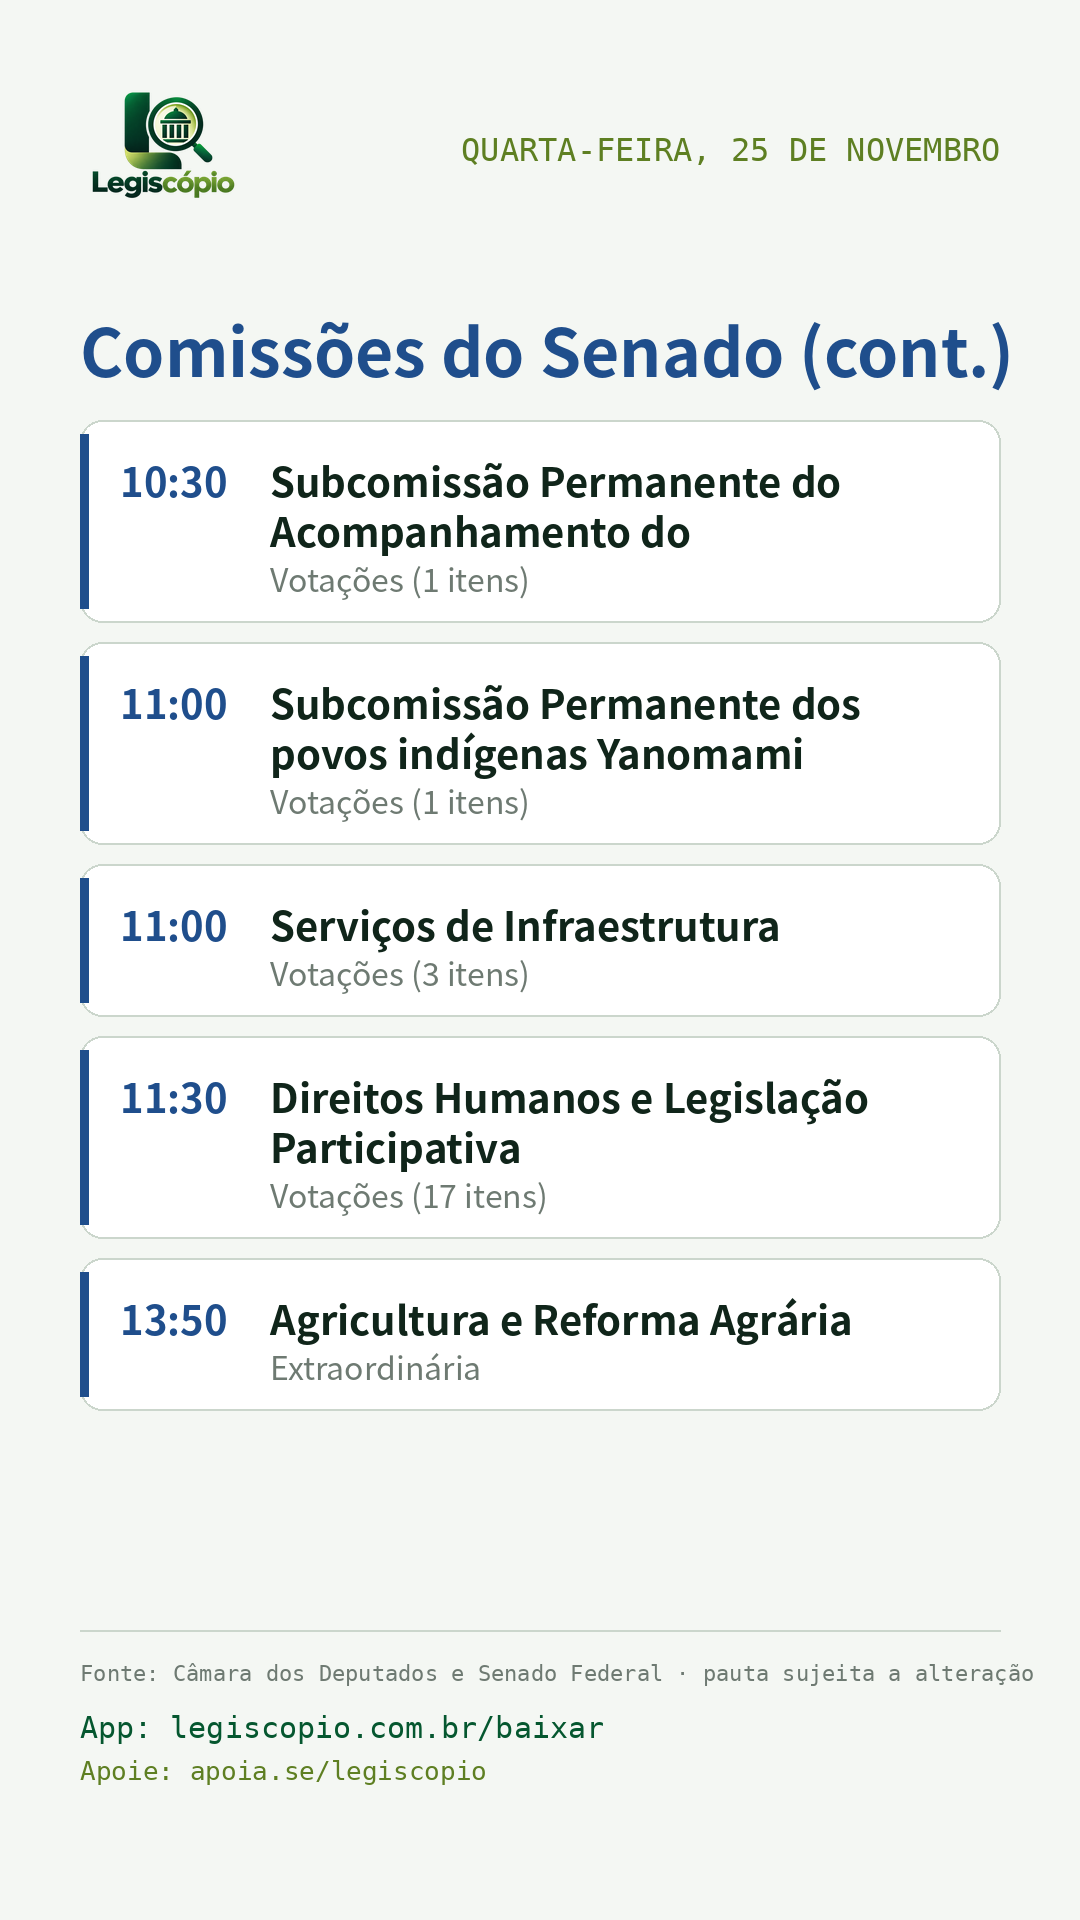 Legiscópio
QUARTA-FEIRA, 25 DE NOVEMBRO
Comissões do Senado (cont.)
10:30 Subcomissão Permanente do
Acompanhamento do
Votações (1 itens)
11:00 Subcomissão Permanente dos
povos indígenas Yanomami
Votações (1 itens)
11:00 Serviços de Infraestrutura
Votações (3 itens)
11:30 Direitos Humanos e Legislação
Participativa
Votações (17 itens)
13:50 Agricultura e Reforma Agrária
Extraordinária
Fonte: Câmara dos Deputados e Senado Federal · pauta sujeita a alteração
App: legiscopio.com.br/baixar
Apoie: apoia.se/legiscopio